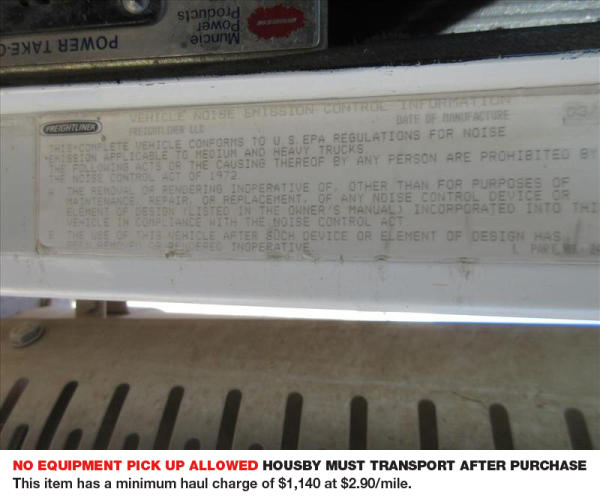 Muncie
Power
Products
POWER TAKE-O
VEHICLE NOISE EMISSION CONTROL INFORMATION
FREIGHTLINER
FREIGHTLINER LLC
DATE OF MANUFACTURE
THIS COMPLETE VEHICLE CONFORMS TO U.S.EPA REGULATIONS FOR NOISE
EMISSION APPLICABLE TO MEDIUM AND HEAVY TRUCKS
THE FOLLOWING ACTS OR THE CAUSING THEREOF BY ANY PERSON ARE PROHIBITED BY
THE NOISE CONTROL ACT OF 1972
A THE REMOVAL OR RENDERING INOPERATIVE OF, OTHER THAN FOR PURPOSES OF
MAINTENANCE, REPAIR, OR REPLACEMENT, OF ANY NOISE CONTROL DEVICE OR
ELEMENT OF DESIGN (LISTED IN THE OWNER'S MANUAL) INCORPORATED INTO THI
VEHICLE IN COMPLIANCE WITH THE NOISE CONTROL ACT
B THE USE OF THIS VEHICLE AFTER SUCH DEVICE OR ELEMENT OF DESIGN HAS
BEEN REMOVED OR RENDERED INOPERATIVE
NO EQUIPMENT PICK UP ALLOWED HOUSBY MUST TRANSPORT AFTER PURCHASE
This item has a minimum haul charge of $1,140 at $2.90/mile.